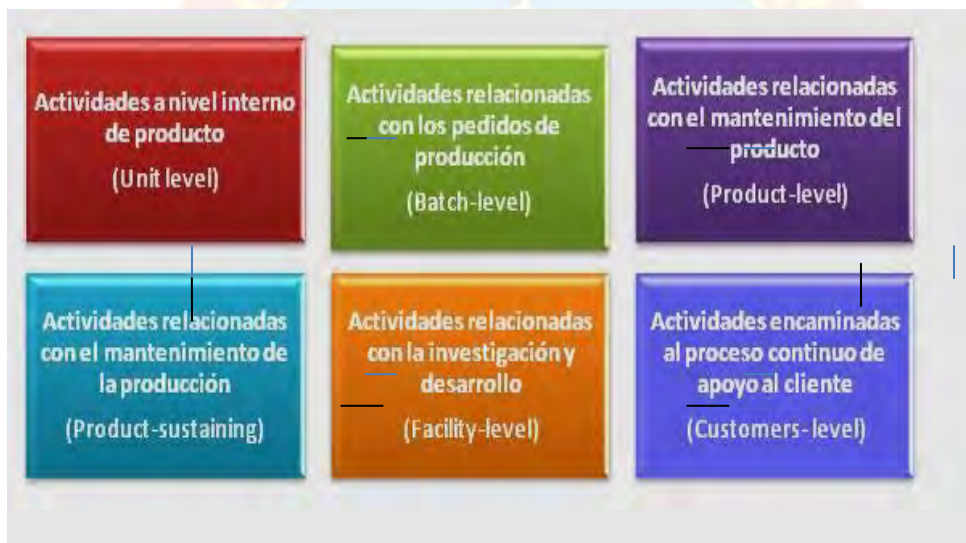 Actividades a nivel interno
de producto
(Unit level)
Actividades relacionadas
con los pedidos de
producción
(Batch-level)
Actividades relacionadas
con el mantenimiento del
producto
(Product-level)
Actividades relacionadas
con el mantenimiento de
la producción
(Product-sustaining)
Actividades relacionadas
con la investigación y
desarrollo
(Facility-level)
Actividades encaminadas
al proceso continuo de
apoyo al cliente
(Customers-level)